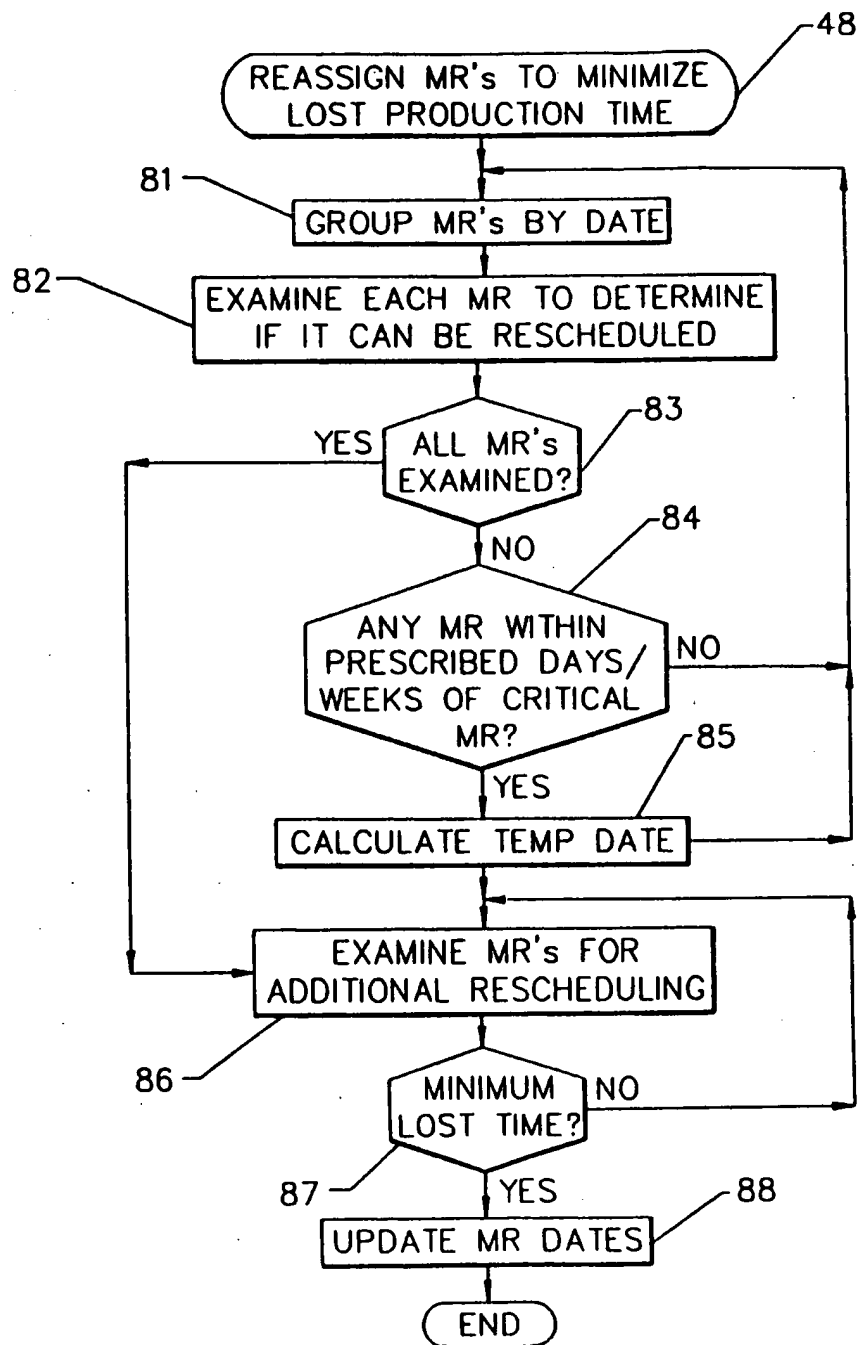 48
REASSIGN MR's TO MINIMIZE
LOST PRODUCTION TIME
81
GROUP MR's BY DATE
82
EXAMINE EACH MR TO DETERMINE
IF IT CAN BE RESCHEDULED
83
YES
ALL MR's
EXAMINED?
NO
84
ANY MR WITHIN
PRESCRIBED DAYS/
WEEKS OF CRITICAL
MR?
NO
YES
85
CALCULATE TEMP DATE
EXAMINE MR's FOR
ADDITIONAL RESCHEDULING
86
MINIMUM
LOST TIME?
NO
87
YES
88
UPDATE MR DATES
END